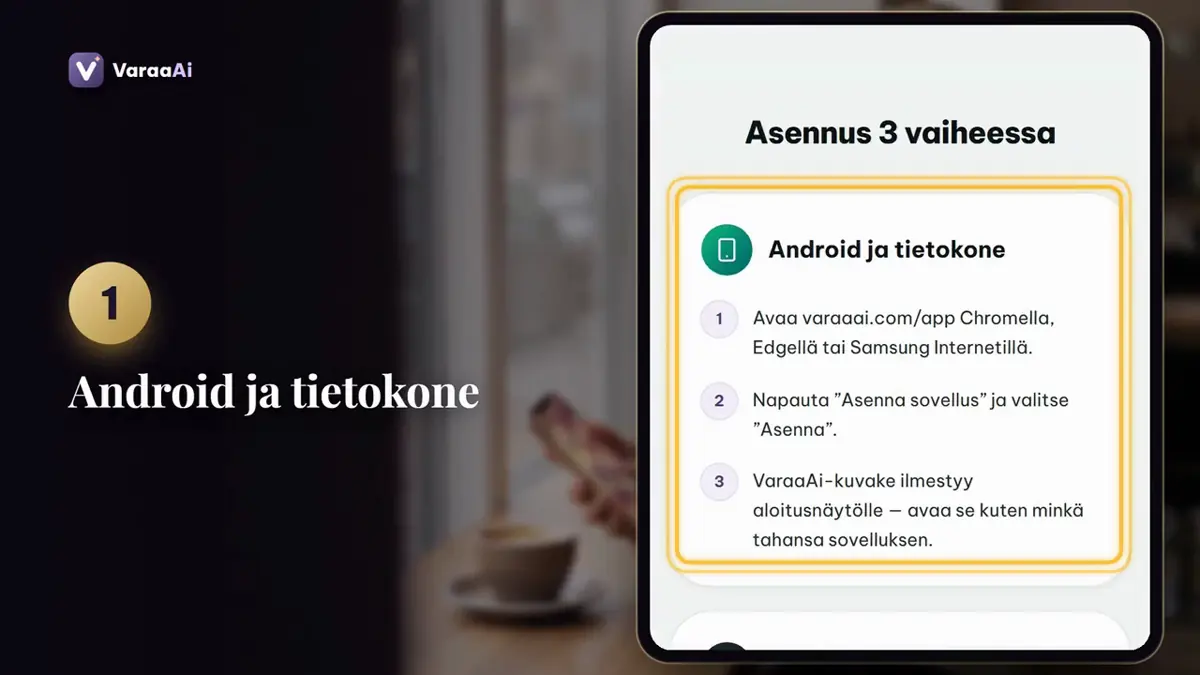 VaraaAi
1
Android ja tietokone
Asennus 3 vaiheessa
Android ja tietokone
1 Avaa varaaai.com/app Chromella,
Edgellä tai Samsung Internetillä.
2 Napauta ”Asenna sovellus” ja valitse
”Asenna”.
3 VaraaAi-kuvake ilmestyy
aloitusnäytölle — avaa se kuten minkä
tahansa sovelluksen.